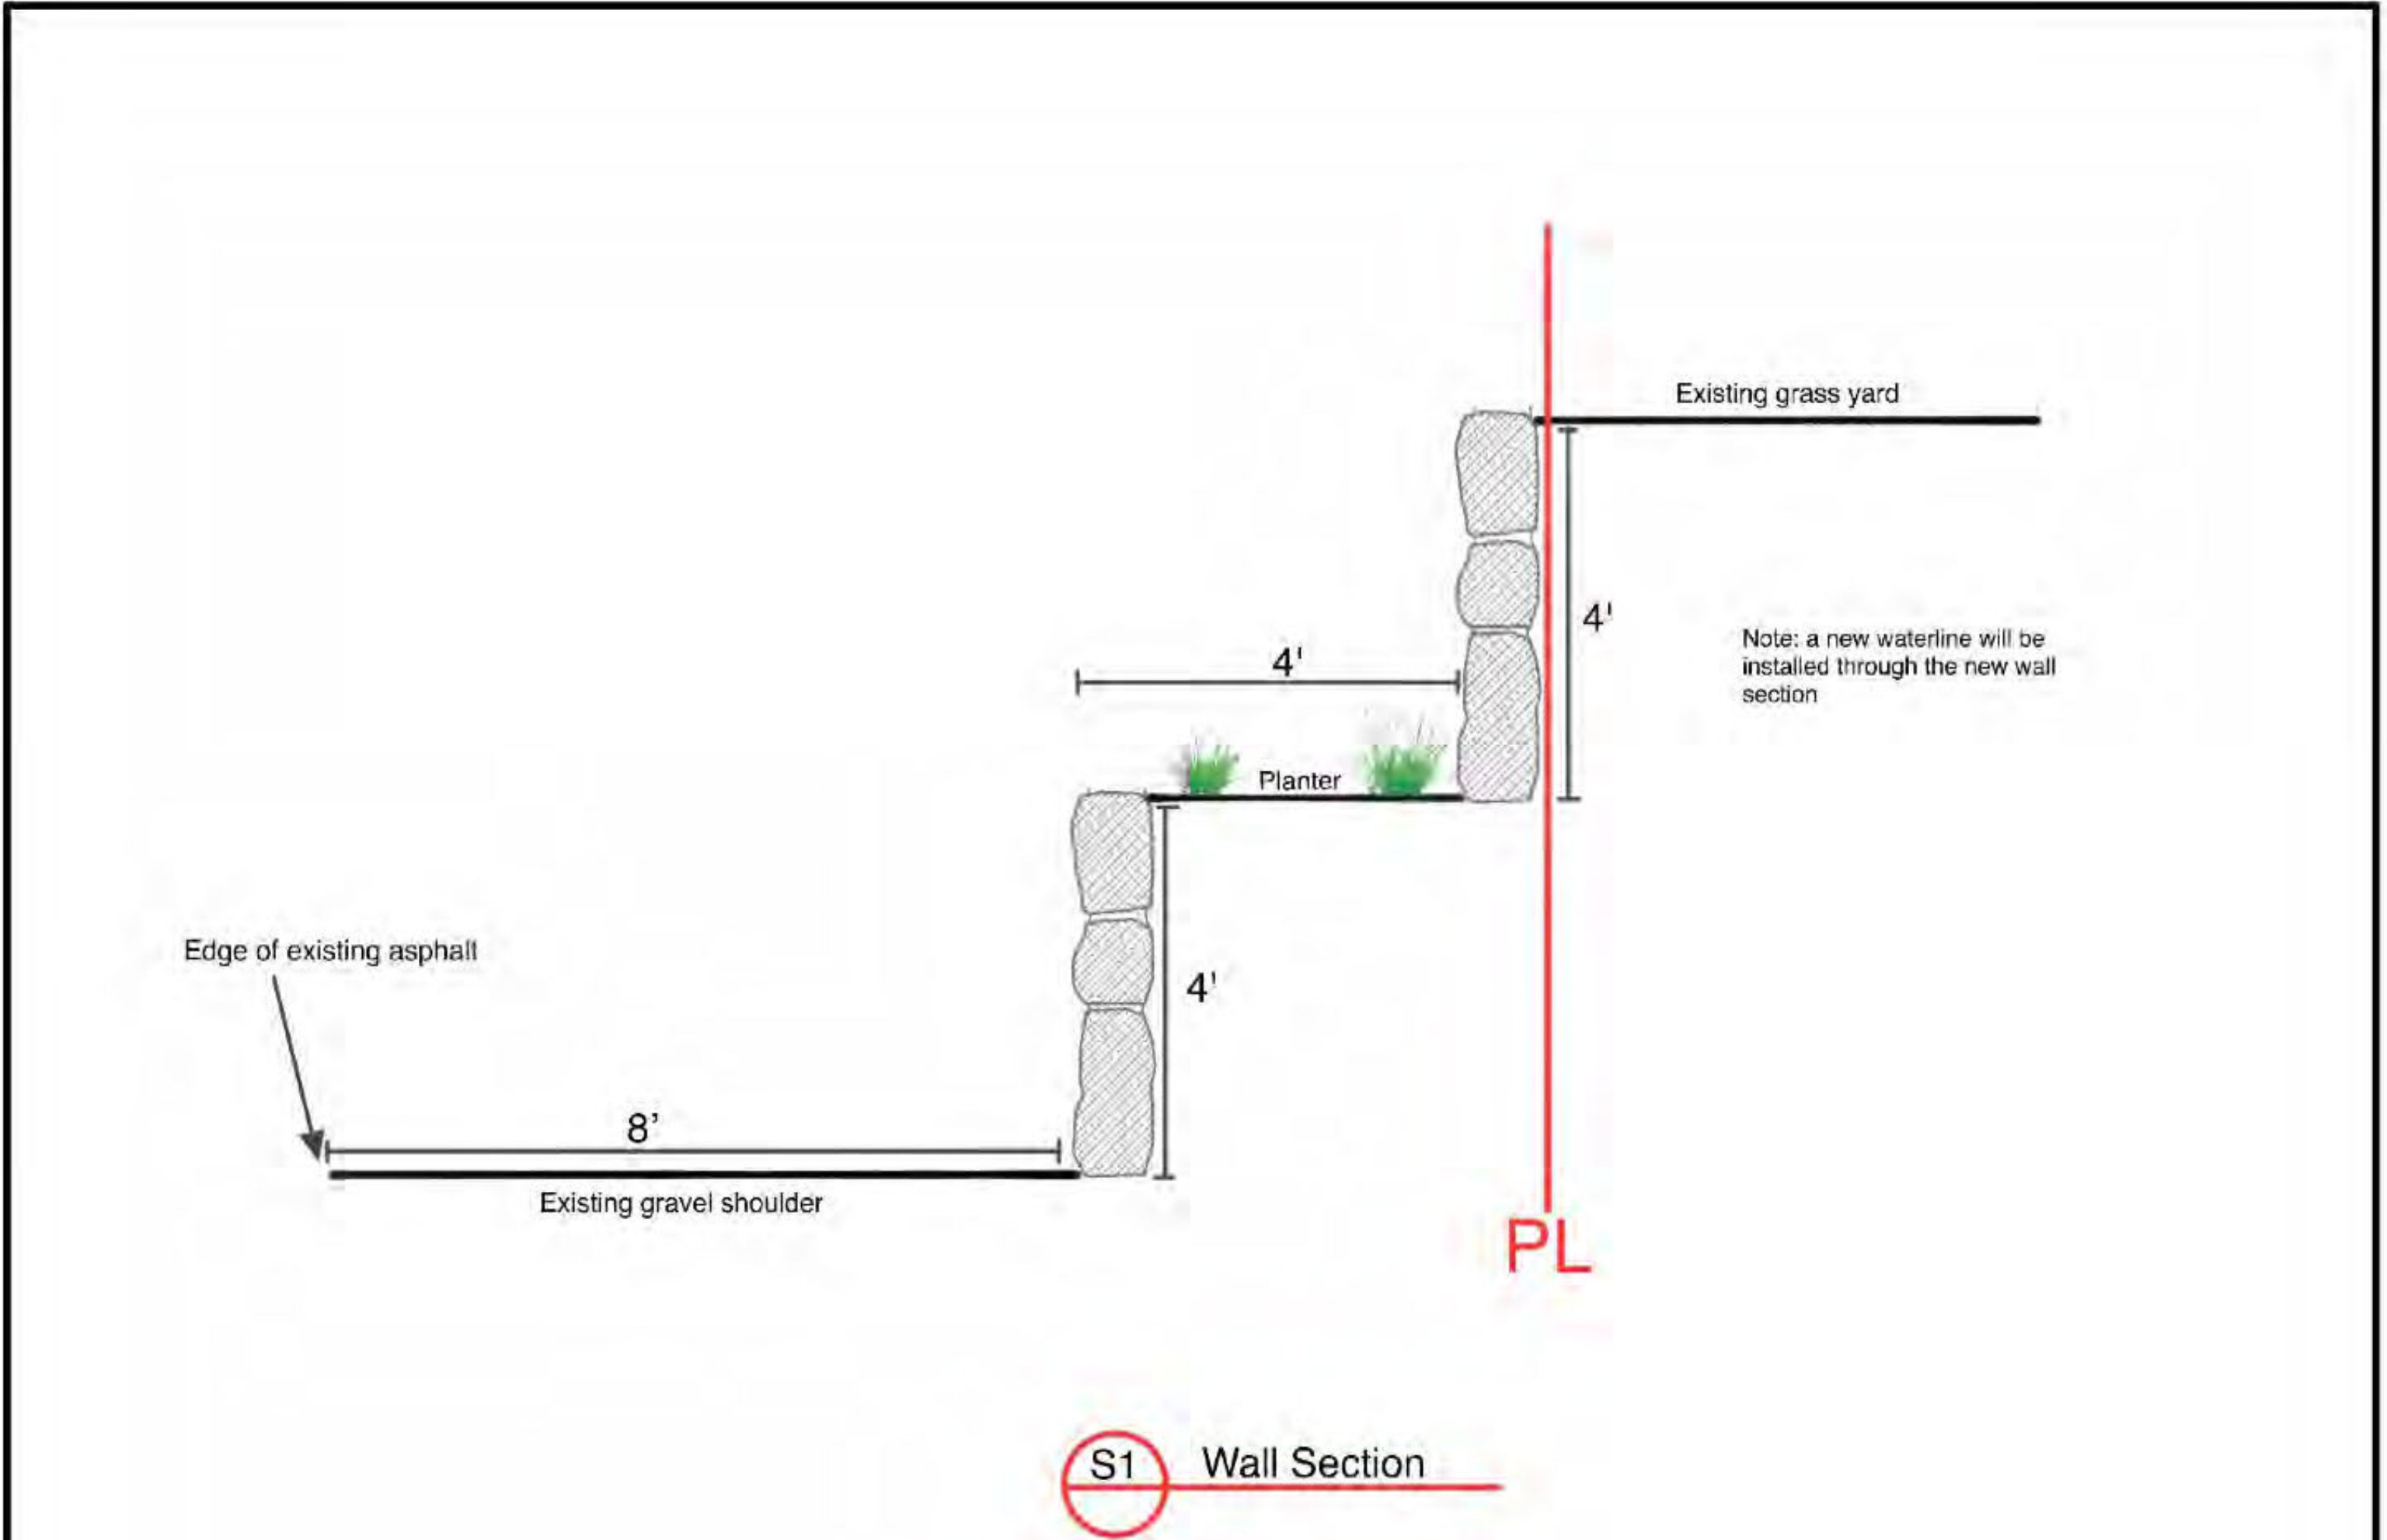 Existing grass yard
4'
Note: a new waterline will be
installed through the new wall
section
4'
Planter
Edge of existing asphalt
4'
8’
Existing gravel shoulder
PL
S1
Wall Section